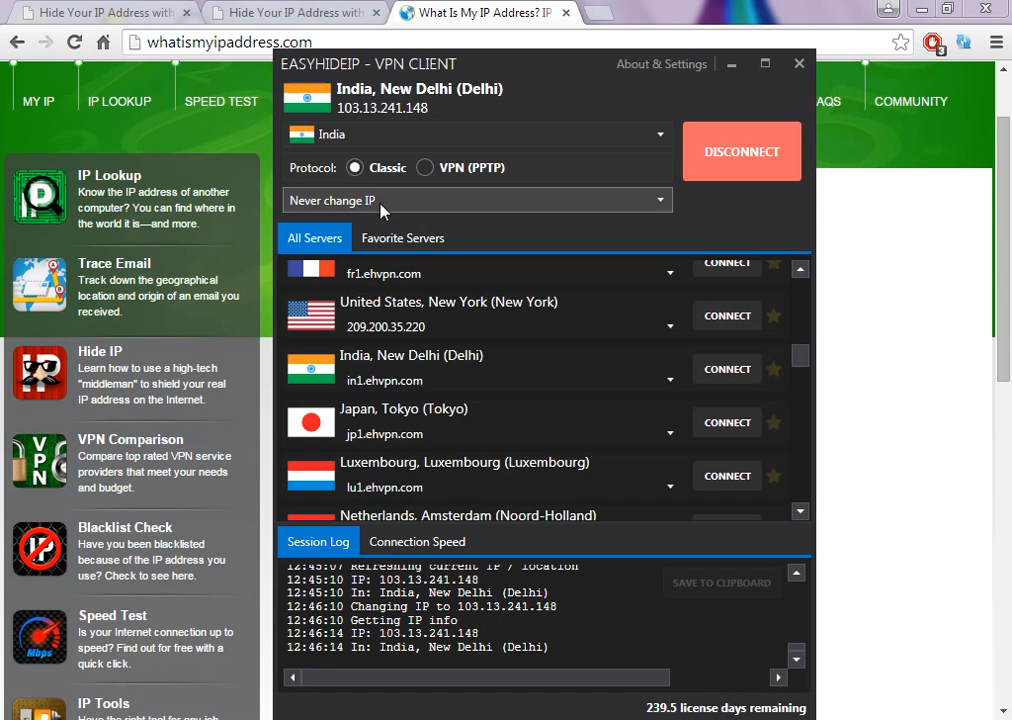 Hide Your IP Address with
Hide Your IP Address with
What Is My IP Address? IP
whatismyipaddress.com
3
MY IP
IP LOOKUP
SPEED TEST
AQS
COMMUNITY
IP Lookup
Know the IP address of another
computer? You can find where in
the world it is—and more.
Trace Email
Track down the geographical
location and origin of an email you
received.
Hide IP
Learn how to use a high-tech
"middleman" to shield your real
IP address on the Internet.
VPN
VPN Comparison
Compare top rated VPN service
providers that meet your needs
and budget.
IP
Blacklist Check
Have you been blacklisted
because of the IP address you
use? Check to see here.
Mbps
Speed Test
Is your Internet connection up to
speed? Find out for free with a
quick click.
IP Tools
EASYHIDEIP - VPN CLIENT
About & Settings
India, New Delhi (Delhi)
103.13.241.148
India
Protocol: Classic VPN (PPTP)
DISCONNECT
Never change IP
All Servers
Favorite Servers
fr1.ehvpn.com
CONNECT
United States, New York (New York)
209.200.35.220
CONNECT
India, New Delhi (Delhi)
in1.ehvpn.com
CONNECT
Japan, Tokyo (Tokyo)
jp1.ehvpn.com
CONNECT
Luxembourg, Luxembourg (Luxembourg)
lu1.ehvpn.com
CONNECT
Netherlands, Amsterdam (Noord-Holland)
Session Log
Connection Speed
12:45:07 Refreshing current IP / location
12:45:10 IP: 103.13.241.148
12:45:10 In: India, New Delhi (Delhi)
12:46:10 Changing IP to 103.13.241.148
12:46:10 Getting IP info
12:46:14 IP: 103.13.241.148
12:46:14 In: India, New Delhi (Delhi)
SAVE TO CLIPBOARD
239.5 license days remaining